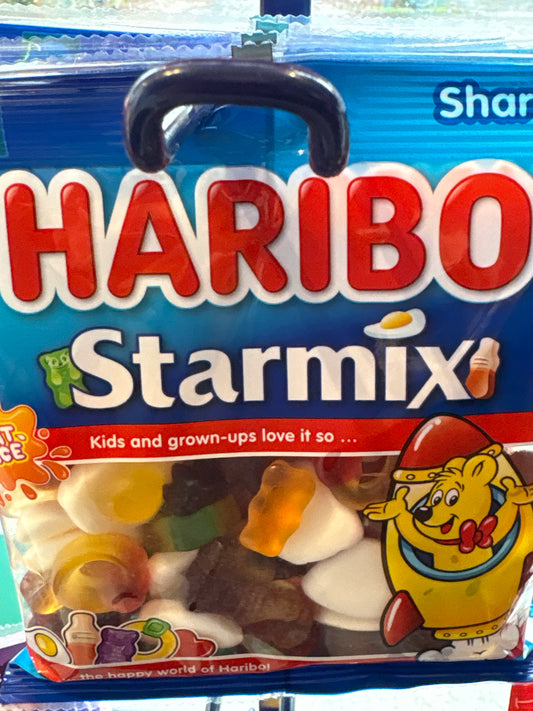 Shar
HARIBO
Starmix
Kids and grown-ups love it so ...
the happy world of Haribo!